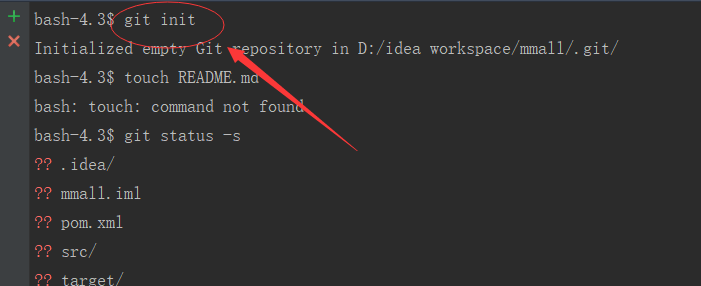 bash-4.3$ git init
Initialized empty Git repository in D:/idea workspace/mmall/.git/
bash-4.3$ touch README.md
bash: touch: command not found
bash-4.3$ git status -s
?? .idea/
?? mmall.iml
?? pom.xml
?? src/
?? target/